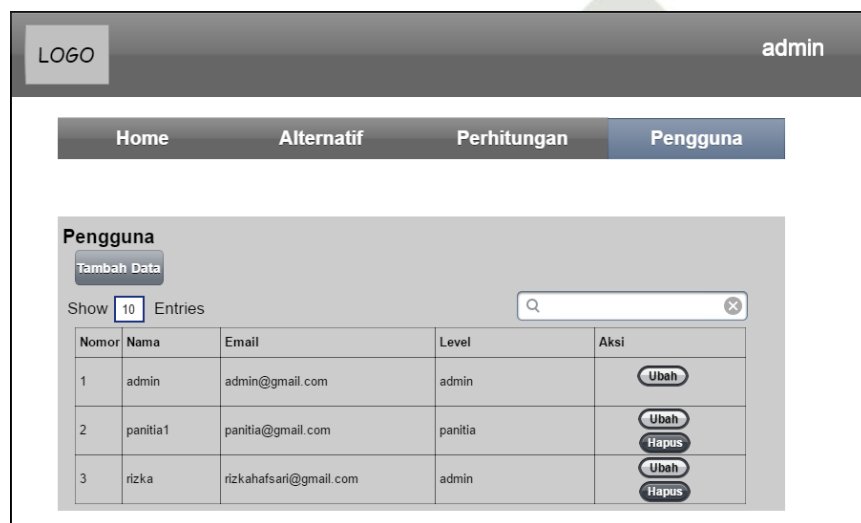 LOGO
admin
Home Alternatif Perhitungan Pengguna
Pengguna
Tambah Data
Show 10 Entries
Nomor Nama Email Level Aksi
1 admin admin@gmail.com admin Ubah
2 panitia1 panitia@gmail.com panitia Ubah
Hapus
3 rizka rizkahafsari@gmail.com admin Ubah
Hapus